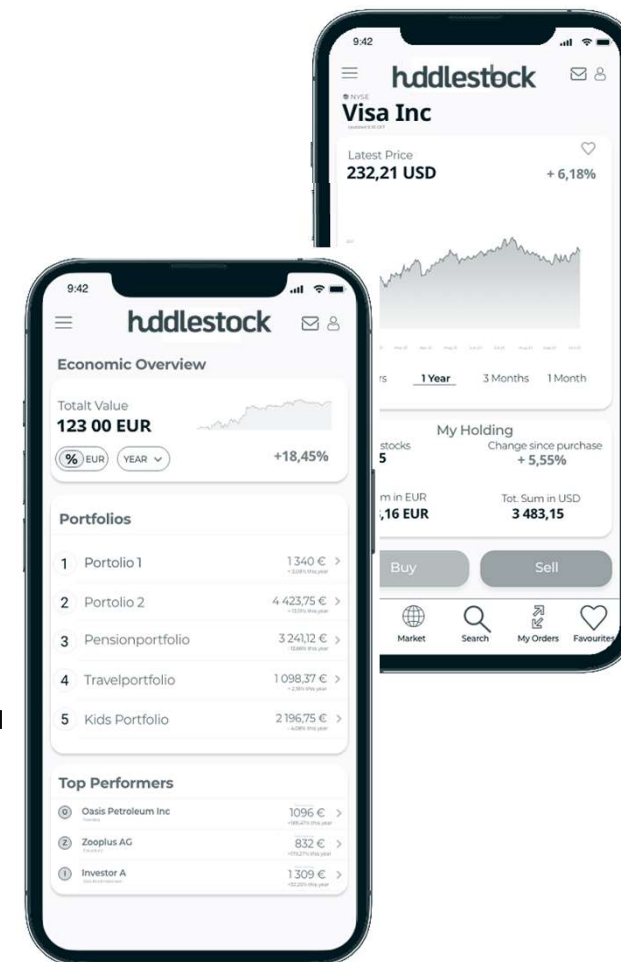 9:42
huddlestock
NYSE
Visa Inc
Latest Price
232,21 USD
+ 6,18%
1 Year
3 Months
1 Month
My Holding
stocks
5
Change since purchase
+ 5,55%
m in EUR
,16 EUR
Tot. Sum in USD
3 483,15
Buy
Sell
Market
Search
My Orders
Favourites
9:42
huddlestock
Economic Overview
Totalt Value
123 00 EUR
% EUR
YEAR
+18,45%
Portfolios
1 Portolio 1 1 340 €
2 Portolio 2 4 423,75 €
3 Pensionportfolio 3 241,12 €
4 Travelportfolio 1 098,37 €
5 Kids Portfolio 2 196,75 €
Top Performers
O Oasis Petroleum Inc 1096 €
Z Zooplus AG 832 €
I Investor A 1 309 €